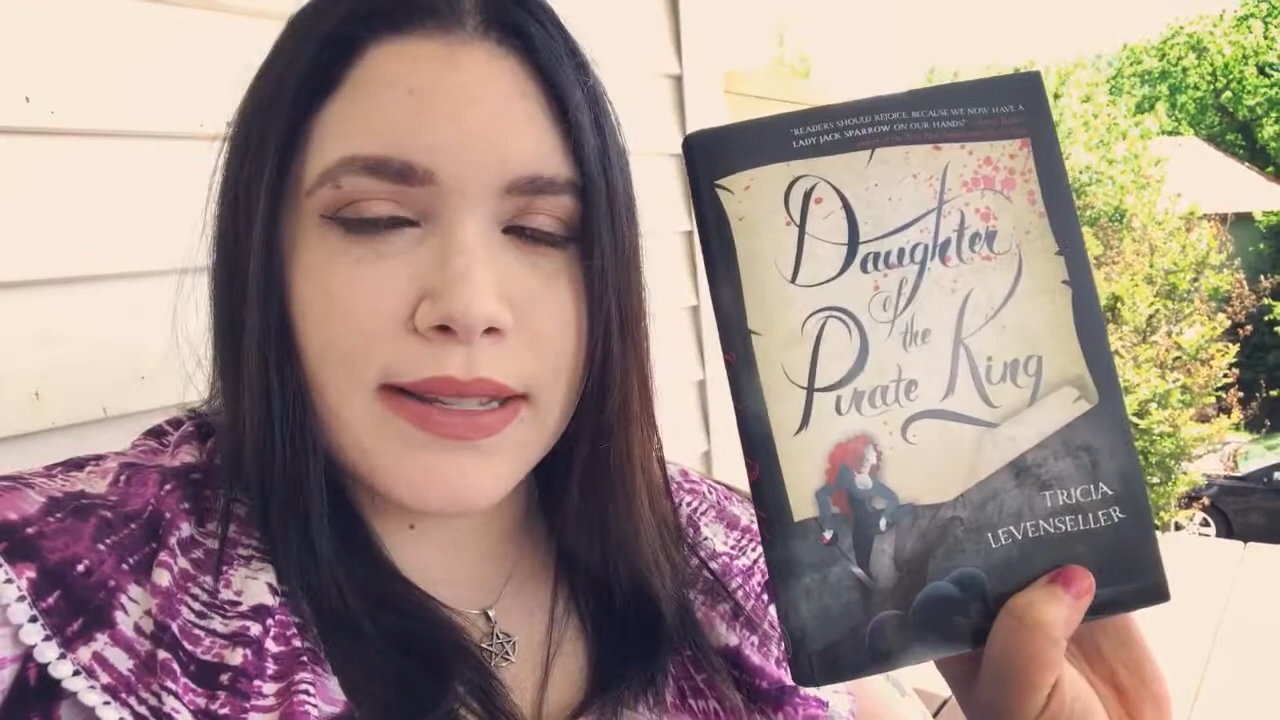 "READERS SHOULD REJOICE, BECAUSE WE NOW HAVE A
LADY JACK SPARROW ON OUR HANDS!"
Daughter
of
the
Pirate King
TRICIA
LEVENSELLER